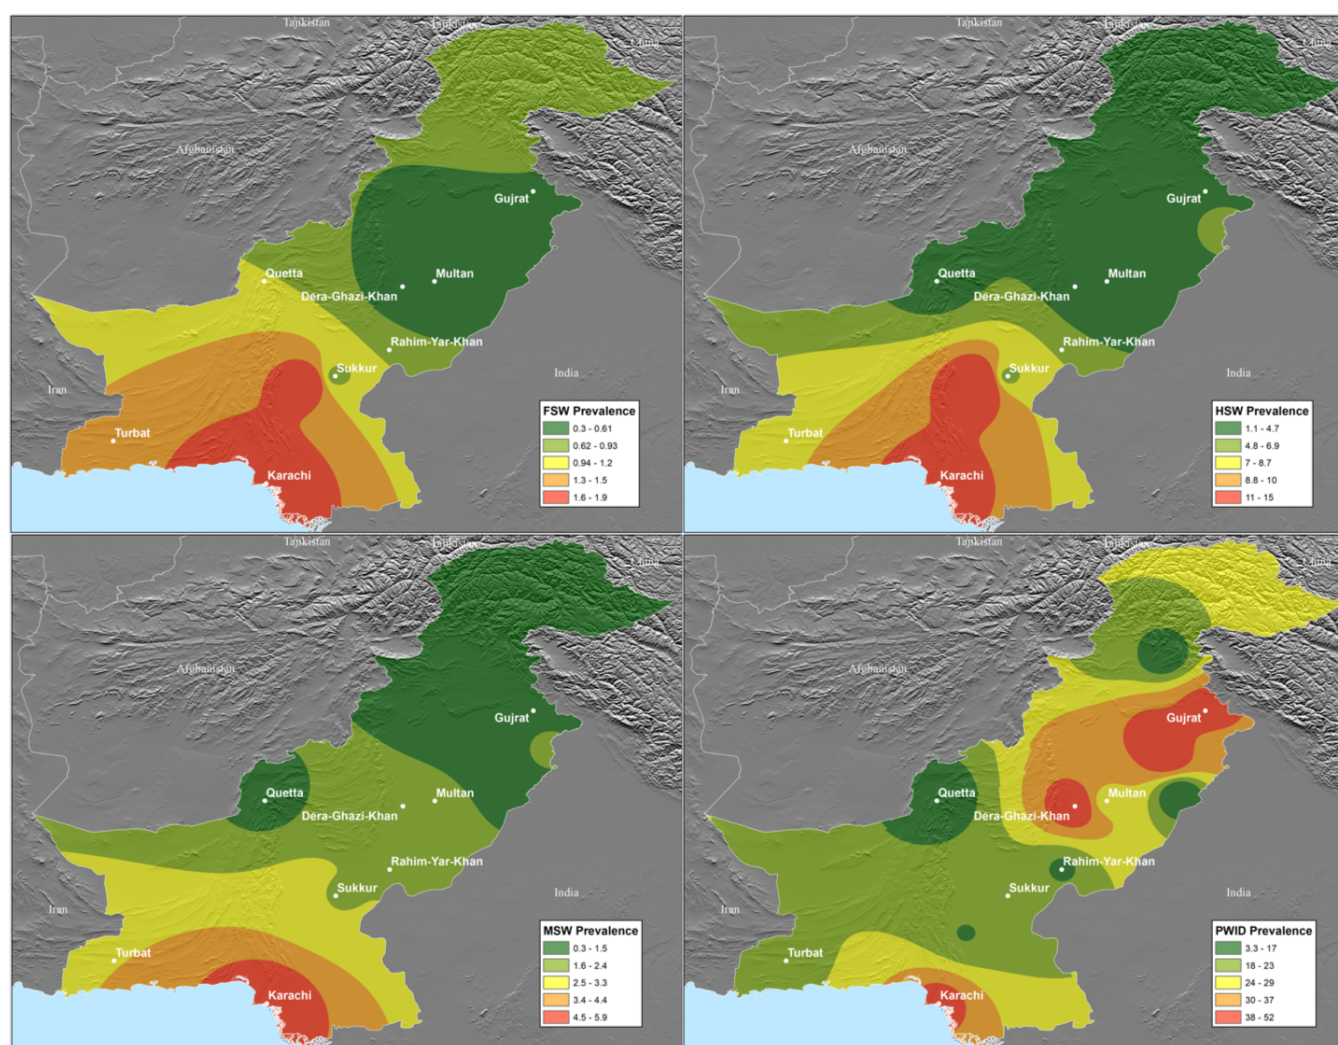 Tajikistan
Tajikistan
China
Afghanistan
Gujrat
Quetta
Multan
Dera-Ghazi-Khan
Rahim-Yar-Khan
Sukkur
Iran
India
Turbat
Karachi
FSW Prevalence
0.3 - 0.61
0.62 - 0.93
0.94 - 1.2
1.3 - 1.5
1.6 - 1.9
Tajikistan
Tajikistan
China
Afghanistan
Gujrat
Quetta
Multan
Dera-Ghazi-Khan
Rahim-Yar-Khan
Sukkur
Iran
India
Turbat
Karachi
HSW Prevalence
1.1 - 4.7
4.8 - 6.9
7 - 8.7
8.8 - 10
11 - 15
Tajikistan
Tajikistan
China
Afghanistan
Gujrat
Quetta
Multan
Dera-Ghazi-Khan
Rahim-Yar-Khan
Sukkur
Iran
India
Turbat
Karachi
MSW Prevalence
0.3 - 1.5
1.6 - 2.4
2.5 - 3.3
3.4 - 4.4
4.5 - 5.9
Tajikistan
Tajikistan
China
Afghanistan
Gujrat
Quetta
Multan
Dera-Ghazi-Khan
Rahim-Yar-Khan
Sukkur
Iran
India
Turbat
Karachi
PWID Prevalence
3.3 - 17
18 - 23
24 - 29
30 - 37
38 - 52